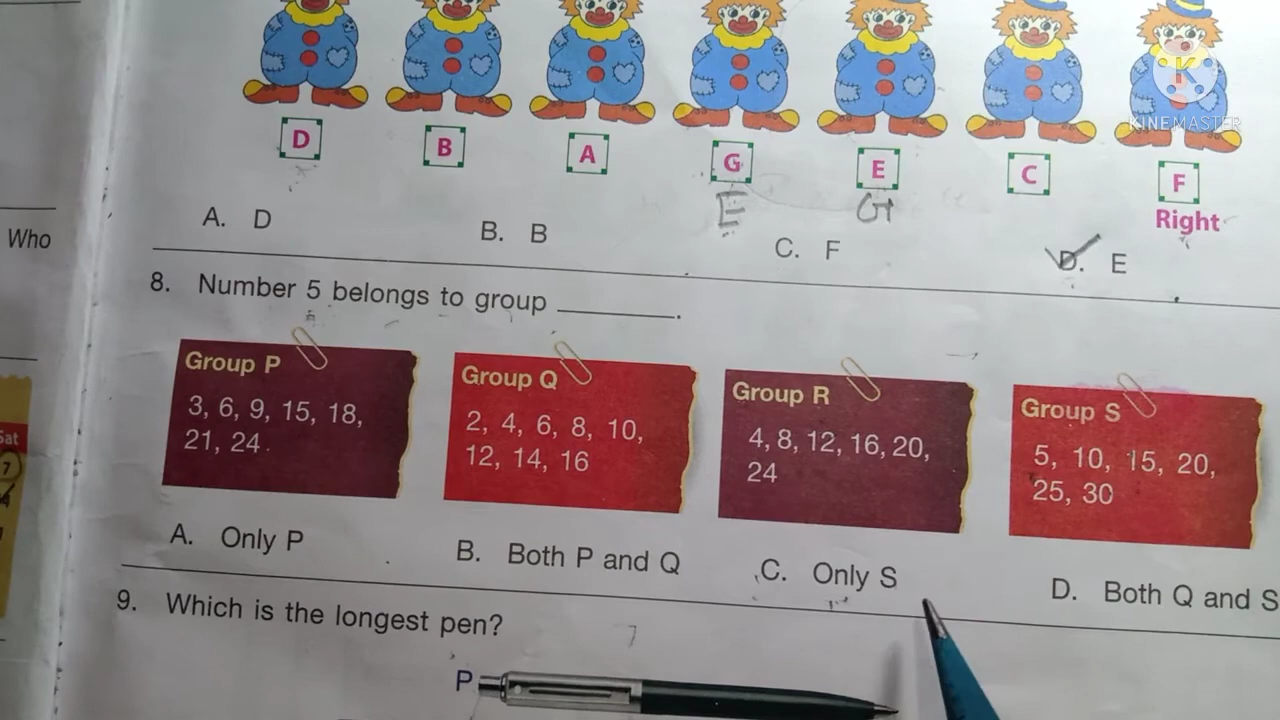 KINEMASTER
D B A G E C F
E G Right
A. D B. B C. F D. E
Who
8. Number 5 belongs to group ________.
Group P
3, 6, 9, 15, 18,
21, 24
Group Q
2, 4, 6, 8, 10,
12, 14, 16
Group R
4, 8, 12, 16, 20,
24
Group S
5, 10, 15, 20,
25, 30
Sat
7
A. Only P B. Both P and Q C. Only S D. Both Q and S
9. Which is the longest pen?
P